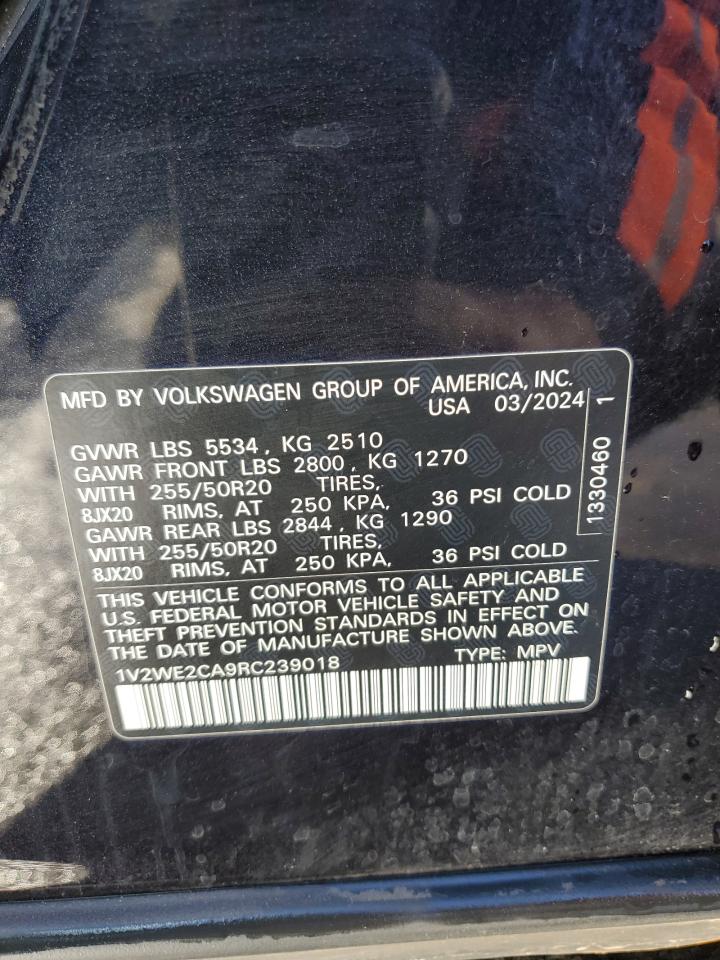 MFD BY VOLKSWAGEN GROUP OF AMERICA, INC.
USA 03/2024
GVWR LBS 5534, KG 2510
GAWR FRONT LBS 2800, KG 1270
WITH 255/50R20 TIRES,
8JX20 RIMS, AT 250 KPA, 36 PSI COLD
GAWR REAR LBS 2844, KG 1290
WITH 255/50R20 TIRES,
8JX20 RIMS, AT 250 KPA, 36 PSI COLD
1330460 1
THIS VEHICLE CONFORMS TO ALL APPLICABLE
U.S. FEDERAL MOTOR VEHICLE SAFETY AND
THEFT PREVENTION STANDARDS IN EFFECT ON
THE DATE OF MANUFACTURE SHOWN ABOVE.
1V2WE2CA9RC239018 TYPE: MPV